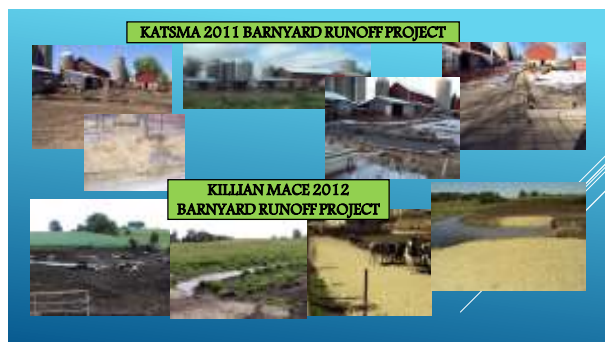 KATSMA 2011 BARNYARD RUNOFF PROJECT
KILLIAN MACE 2012
BARNYARD RUNOFF PROJECT